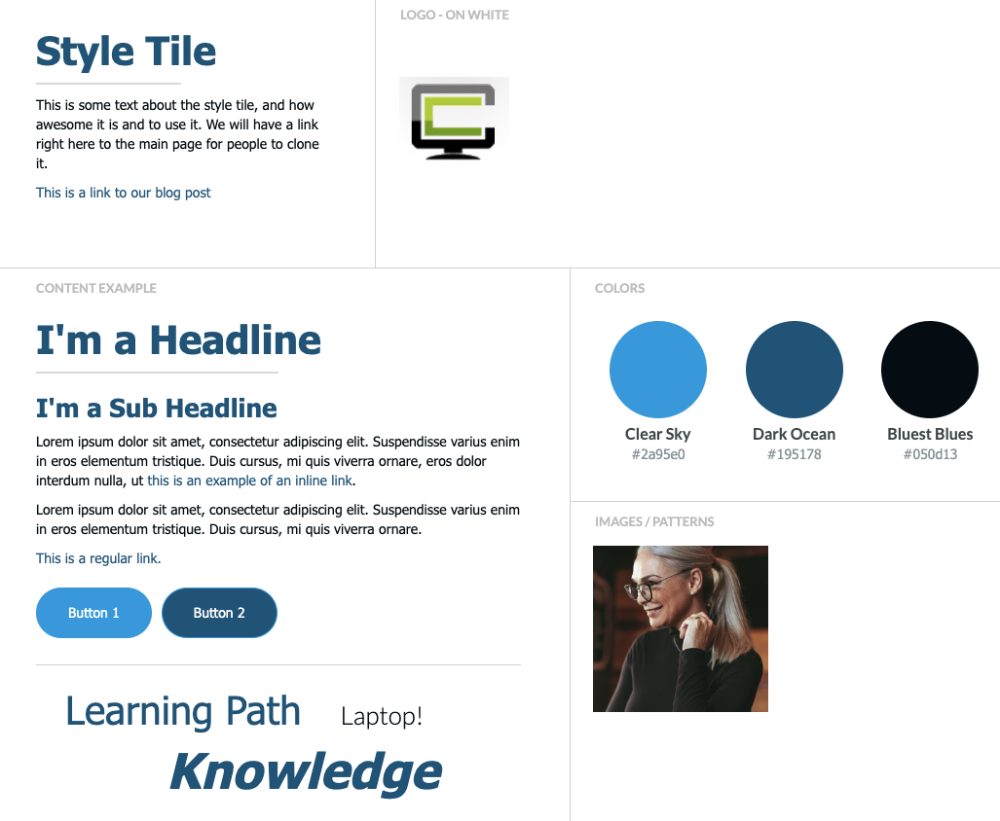 Style Tile
This is some text about the style tile, and how
awesome it is and to use it. We will have a link
right here to the main page for people to clone
it.
This is a link to our blog post
LOGO - ON WHITE
CONTENT EXAMPLE
I'm a Headline
I'm a Sub Headline
Lorem ipsum dolor sit amet, consectetur adipiscing elit. Suspendisse varius enim
in eros elementum tristique. Duis cursus, mi quis viverra ornare, eros dolor
interdum nulla, ut this is an example of an inline link.
Lorem ipsum dolor sit amet, consectetur adipiscing elit. Suspendisse varius enim
in eros elementum tristique. Duis cursus, mi quis viverra ornare.
This is a regular link.
Button 1 Button 2
Learning Path Laptop!
Knowledge
COLORS
Clear Sky Dark Ocean Bluest Blues
#2a95e0 #195178 #050d13
IMAGES / PATTERNS